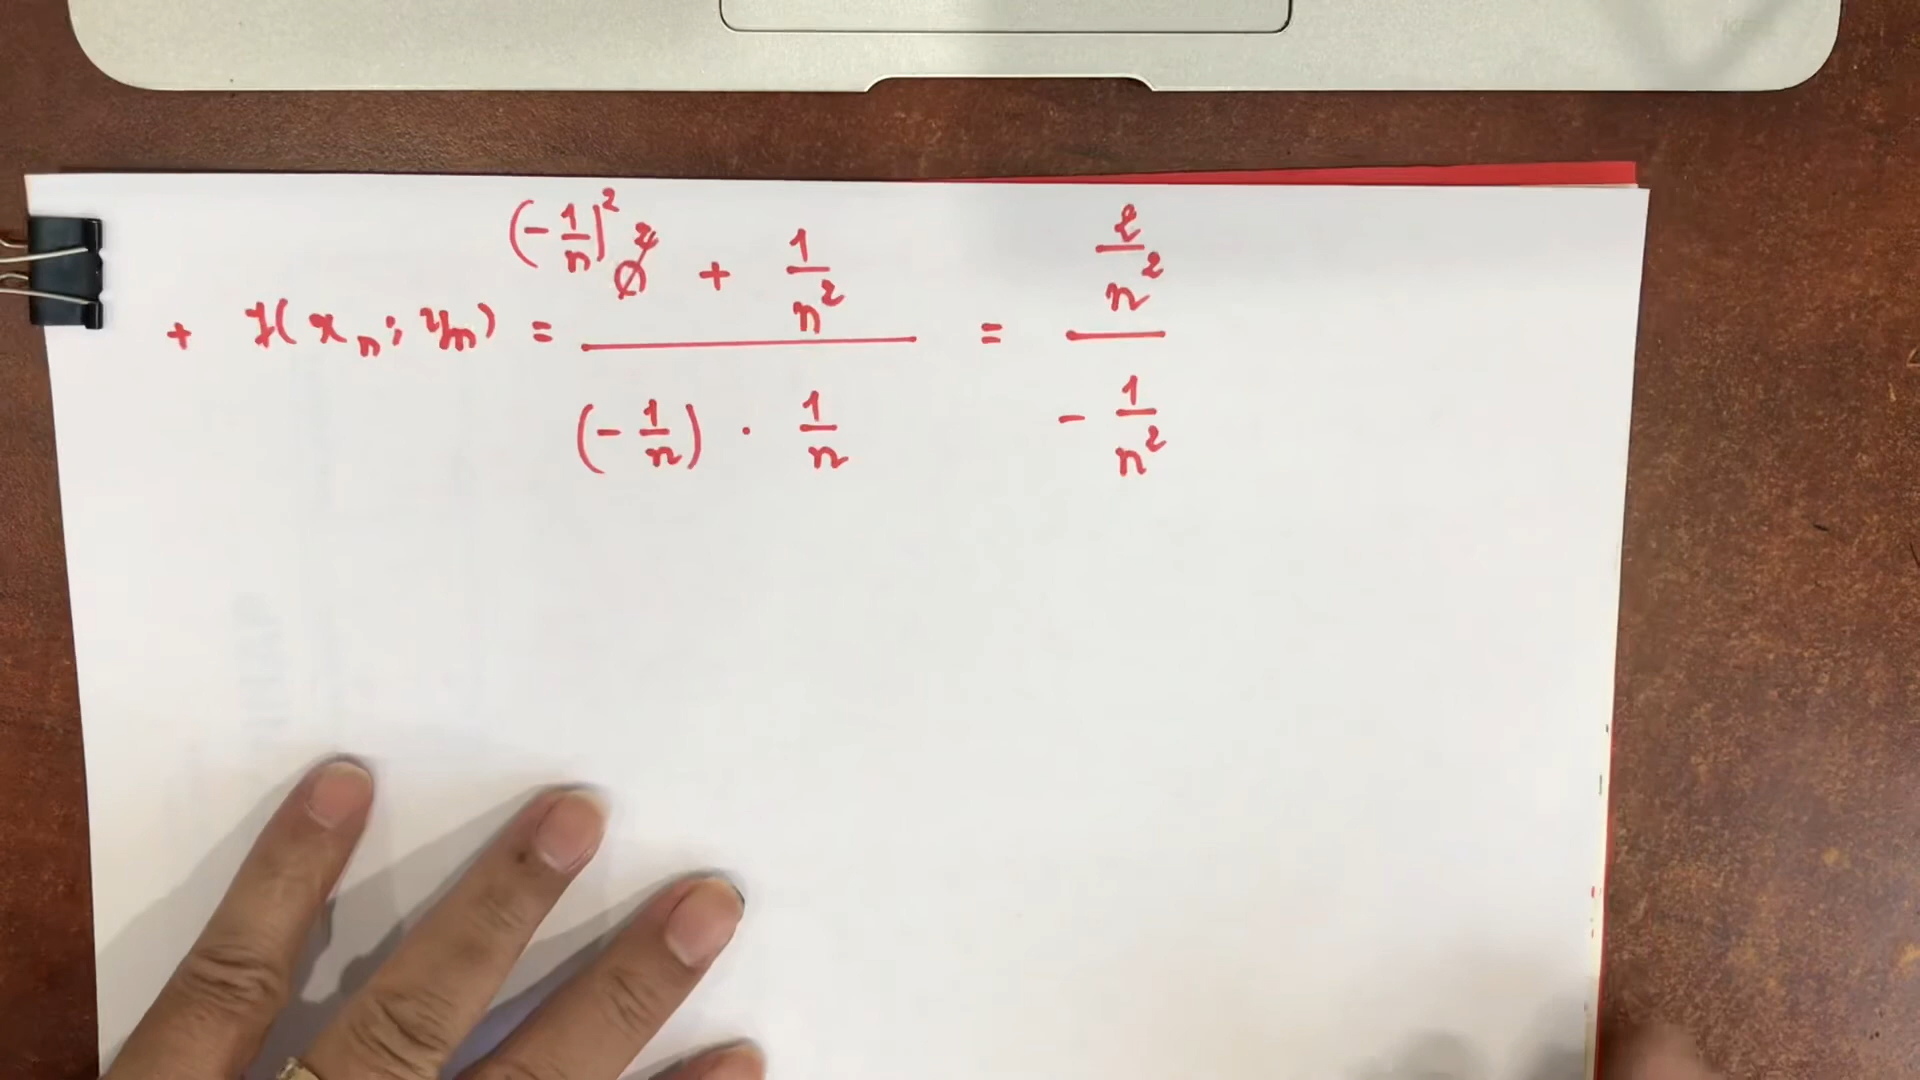 + f(xₙ; yₙ) = ((-1/n)² + 1/n²) / ((-1/n) · 1/n) = (2/n²) / (-1/n²)